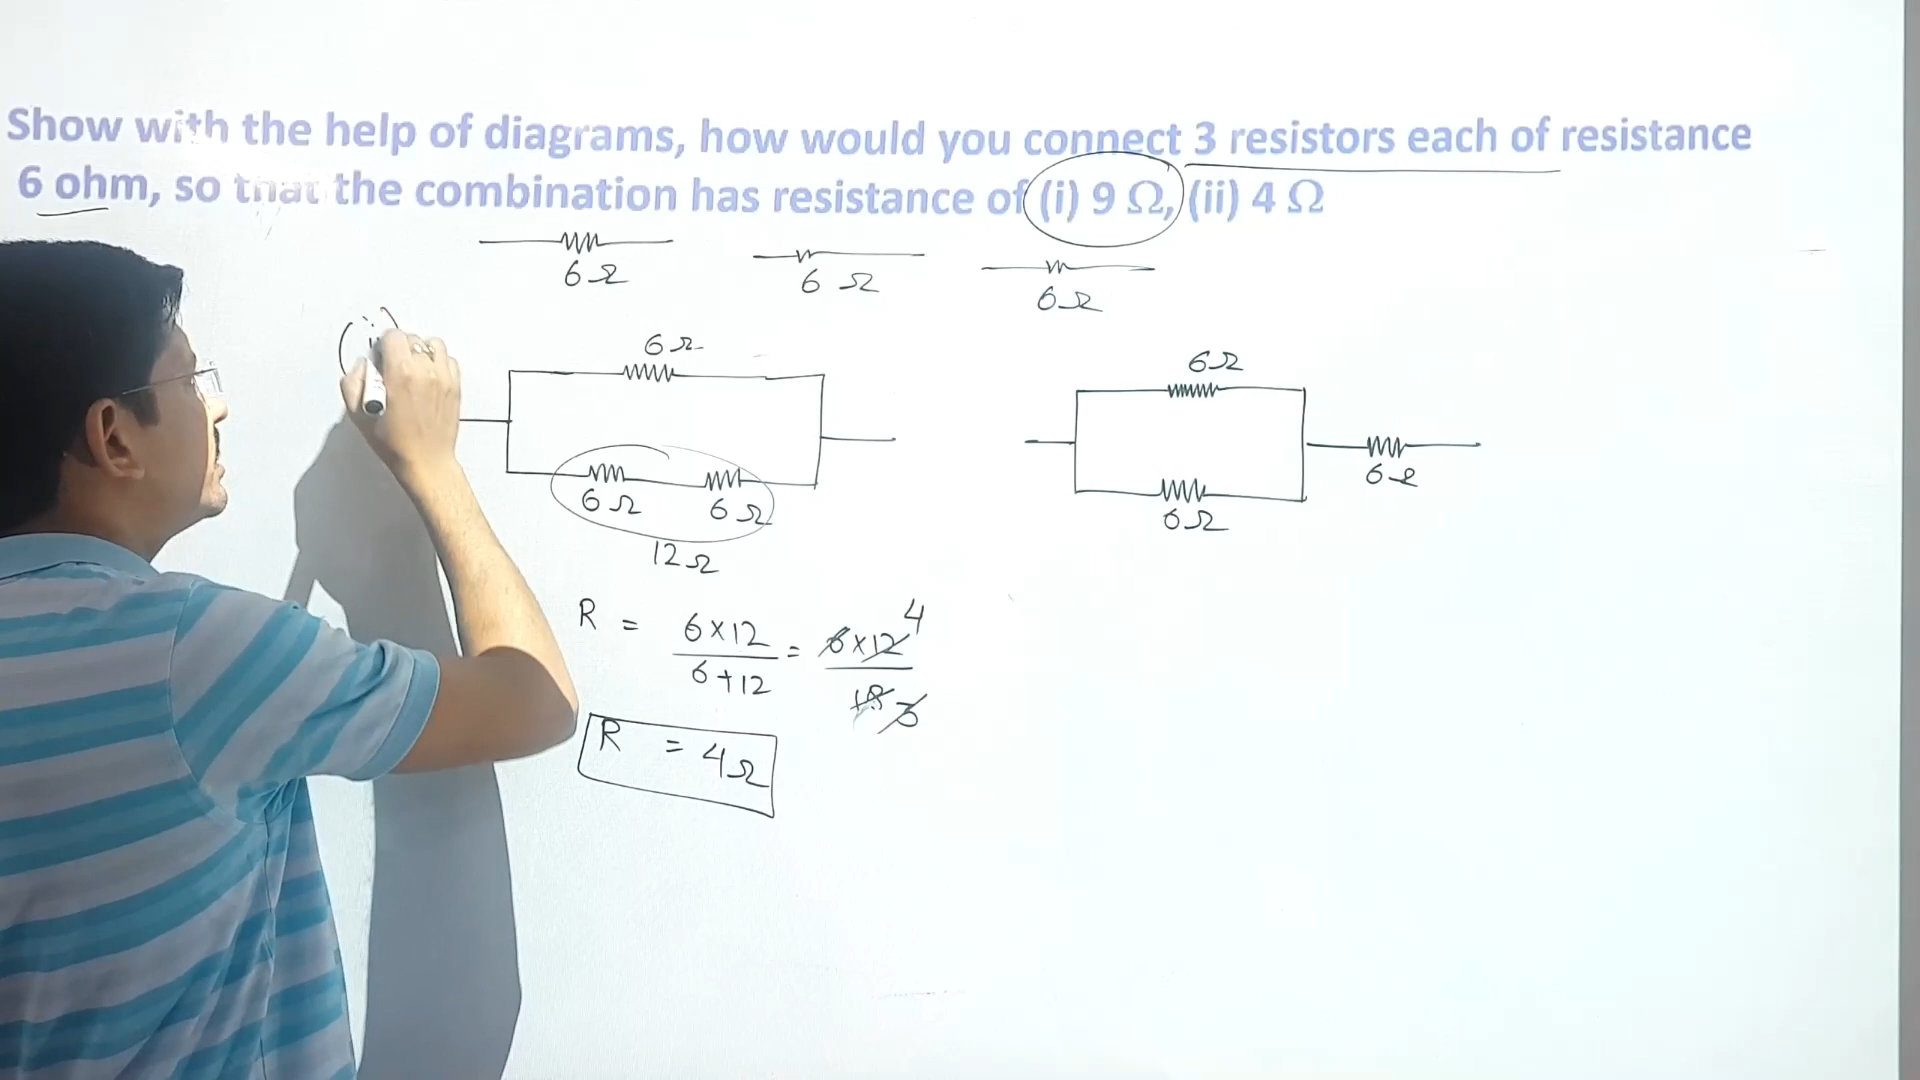 Show with the help of diagrams, how would you connect 3 resistors each of resistance
6 ohm, so that the combination has resistance of (i) 9 Ω, (ii) 4 Ω
6Ω 6 Ω 6Ω
6Ω
6Ω 6Ω
12Ω
R = 6×12/6+12 = 6×12/18 4 3
R = 4Ω
6Ω
6Ω
6Ω